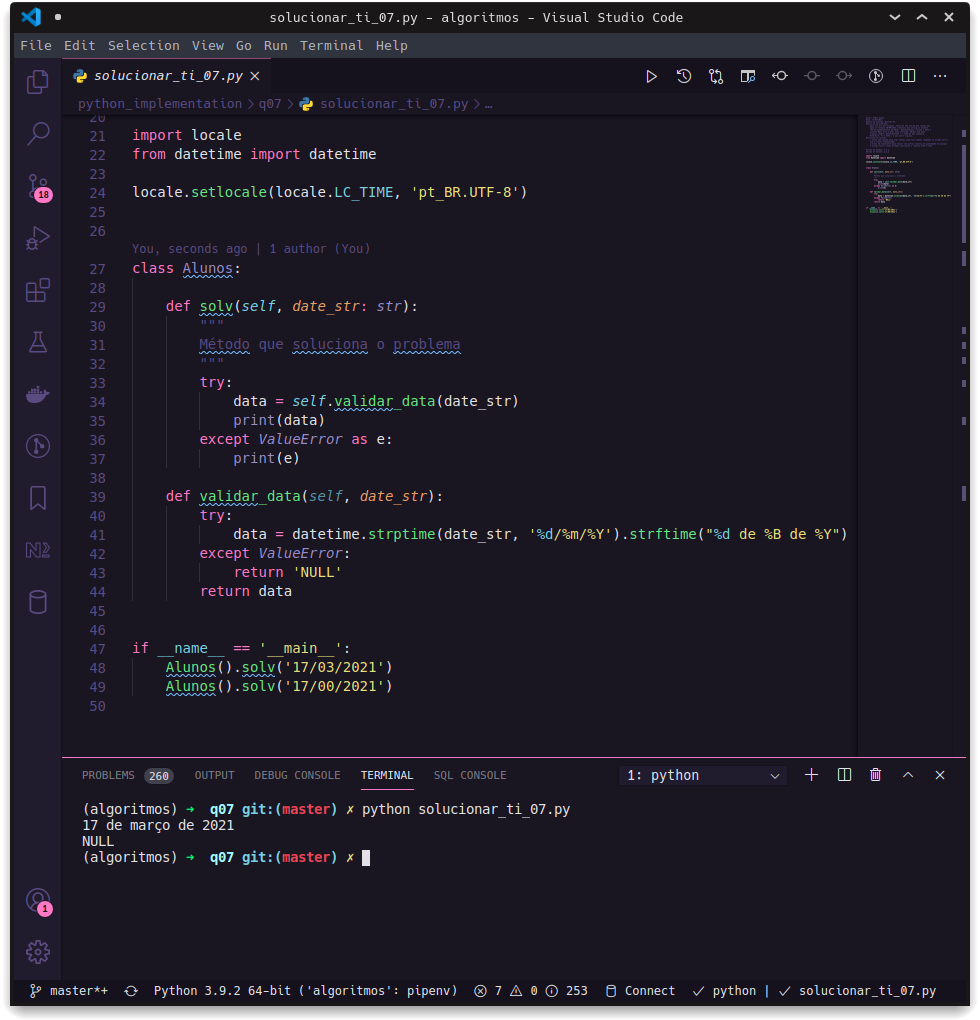 solucionar_ti_07.py - algoritmos - Visual Studio Code
File Edit Selection View Go Run Terminal Help
solucionar_ti_07.py
python_implementation > q07 > solucionar_ti_07.py > …
20
21 import locale
22 from datetime import datetime
23
24 locale.setlocale(locale.LC_TIME, 'pt_BR.UTF-8')
25
26
You, seconds ago | 1 author (You)
27 class Alunos:
28
29     def solv(self, date_str: str):
30         """
31         Método que soluciona o problema
32         """
33         try:
34             data = self.validar_data(date_str)
35             print(data)
36         except ValueError as e:
37             print(e)
38
39     def validar_data(self, date_str):
40         try:
41             data = datetime.strptime(date_str, '%d/%m/%Y').strftime("%d de %B de %Y")
42         except ValueError:
43             return 'NULL'
44         return data
45
46
47 if __name__ == '__main__':
48     Alunos().solv('17/03/2021')
49     Alunos().solv('17/00/2021')
50
18
PROBLEMS 260 OUTPUT DEBUG CONSOLE TERMINAL SQL CONSOLE 1: python
(algoritmos) ➜ q07 git:(master) ✗ python solucionar_ti_07.py
17 de março de 2021
NULL
(algoritmos) ➜ q07 git:(master) ✗
1
master*+ Python 3.9.2 64-bit ('algoritmos': pipenv) 7 0 253 Connect ✓ python | ✓ solucionar_ti_07.py